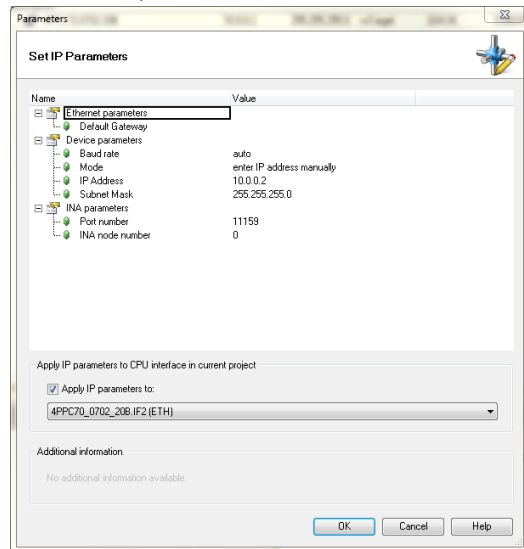 Parameters
Set IP Parameters
Name Value
Ethernet parameters
Default Gateway
Device parameters
Baud rate auto
Mode enter IP address manually
IP Address 10.0.0.2
Subnet Mask 255.255.255.0
INA parameters
Port number 11159
INA node number 0
Apply IP parameters to CPU interface in current project
Apply IP parameters to:
4PPC70_0702_20B.IF2 (ETH)
Additional information
No additional information available.
OK Cancel Help